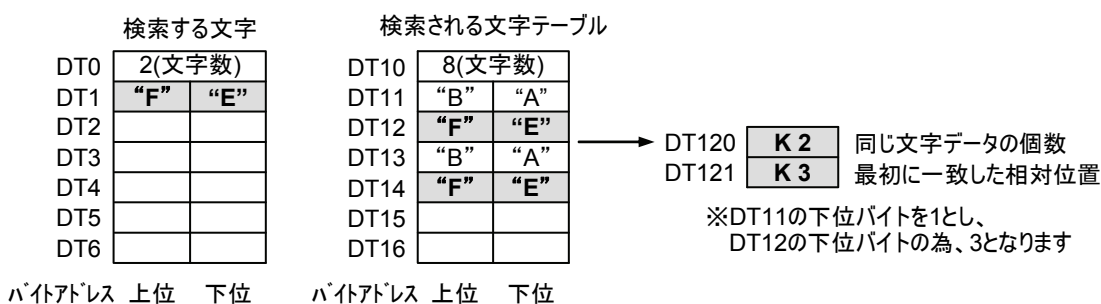 検索する文字
DT0 2(文字数)
DT1 “F” “E”
DT2
DT3
DT4
DT5
DT6
バイトアドレス 上位 下位
検索される文字テーブル
DT10 8(文字数)
DT11 “B” “A”
DT12 “F” “E”
DT13 “B” “A”
DT14 “F” “E”
DT15
DT16
バイトアドレス 上位 下位
DT120 K 2 同じ文字データの個数
DT121 K 3 最初に一致した相対位置
※DT11の下位バイトを1とし、
DT12の下位バイトの為、3となります